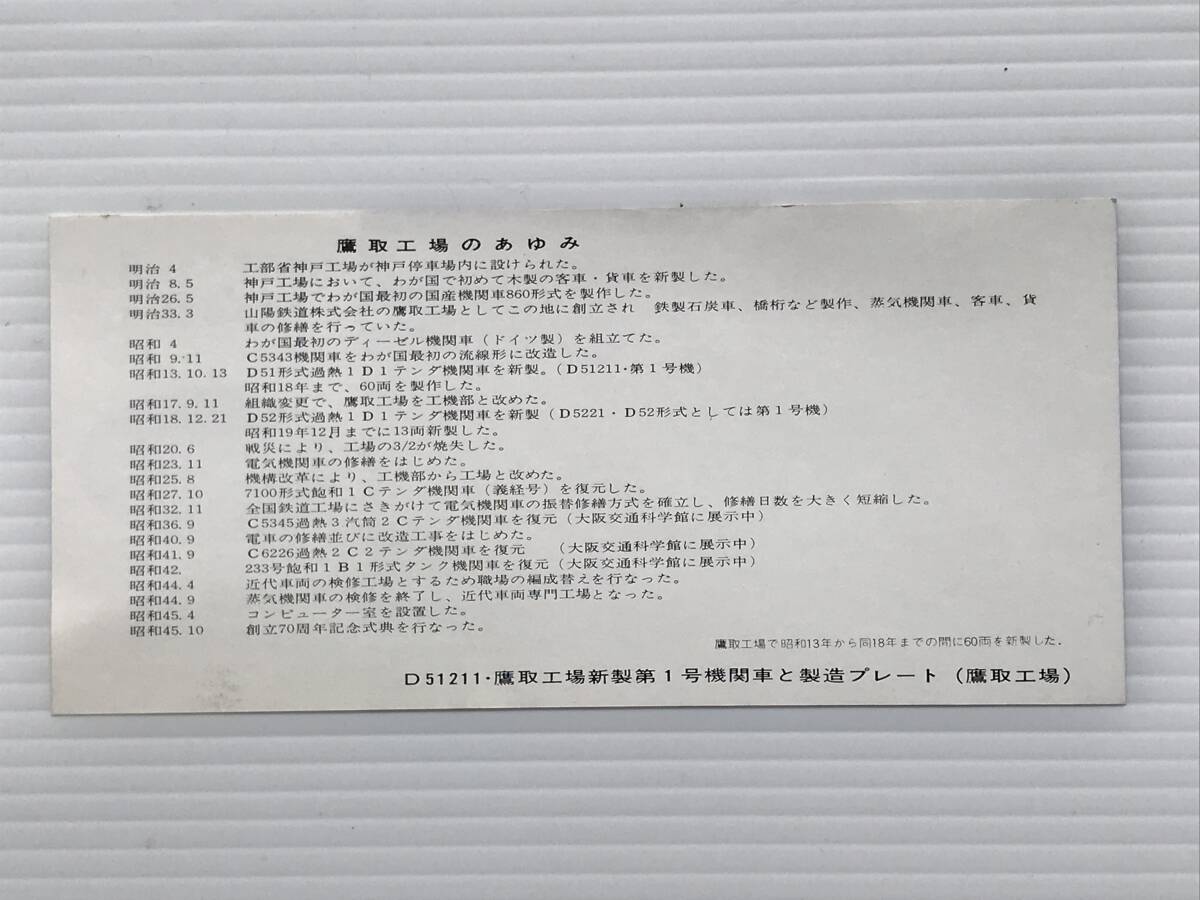 鷹取工場のあゆみ
明治 4 工部省神戸工場が神戸停車場内に設けられた。
明治 8.5 神戸工場において、わが国で初めて木製の客車・貨車を新製した。
明治26.5 神戸工場でわが国最初の国産機関車860形式を製作した。
明治33.3 山陽鉄道株式会社の鷹取工場としてこの地に創立され 鉄製石炭車、橋桁など製作、蒸気機関車、客車、貨
車の修繕を行っていた。
昭和 4 わが国最初のディーゼル機関車(ドイツ製)を組立てた。
昭和 9.11 C5343機関車をわが国最初の流線形に改造した。
昭和13.10.13 D51形式過熱1D1テンダ機関車を新製。(D51211・第1号機)
昭和18年まで、60両を製作した。
昭和17.9.11 組織変更で、鷹取工場を工機部と改めた。
昭和18.12.21 D52形式過熱1D1テンダ機関車を新製(D5221・D52形式としては第1号機)
昭和19年12月までに13両新製した。
昭和20.6 戦災により、工場の3/2が焼失した。
昭和23.11 電気機関車の修繕をはじめた。
昭和25.8 機構改革により、工機部から工場と改めた。
昭和27.10 7100形式飽和1Cテンダ機関車(義経号)を復元した。
昭和32.11 全国鉄道工場にさきがけて電気機関車の振替修繕方式を確立し、修繕日数を大きく短縮した。
昭和36.9 C5345過熱3汽筒2Cテンダ機関車を復元(大阪交通科学館に展示中)
昭和40.9 電車の修繕並びに改造工事をはじめた。
昭和41.9 C6226過熱2C2テンダ機関車を復元 (大阪交通科学館に展示中)
昭和42. 233号飽和1B1形式タンク機関車を復元(大阪交通科学館に展示中)
昭和44.4 近代車両の検修工場とするため職場の編成替えを行なった。
昭和44.9 蒸気機関車の検修を終了し、近代車両専門工場となった。
昭和45.4 コンピューター室を設置した。
昭和45.10 創立70周年記念式典を行なった。
鷹取工場で昭和13年から同18年までの間に60両を新製した.
D51211・鷹取工場新製第1号機関車と製造プレート(鷹取工場)